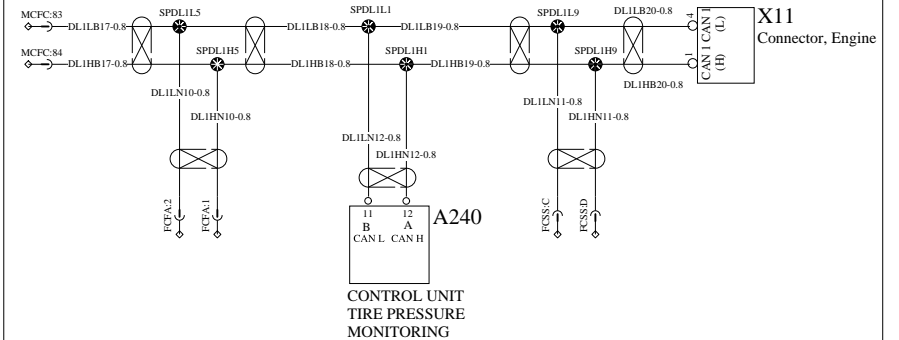 MCFC:83
DL1LB17-0.8
SPDL1L5
DL1LB18-0.8
SPDL1L1
DL1LB19-0.8
SPDL1L9
DL1LB20-0.8
4
CAN 1
(L)
X11
Connector, Engine
MCFC:84
DL1HB17-0.8
SPDL1H5
DL1HB18-0.8
SPDL1H1
DL1HB19-0.8
SPDL1H9
DL1HB20-0.8
1
CAN 1
(H)
DL1LN10-0.8
DL1HN10-0.8
DL1LN12-0.8
DL1HN12-0.8
DL1LN11-0.8
DL1HN11-0.8
FCFA:2
FCFA:1
FCSS:C
FCSS:D
11
B
CAN L
12
A
CAN H
A240
CONTROL UNIT
TIRE PRESSURE
MONITORING